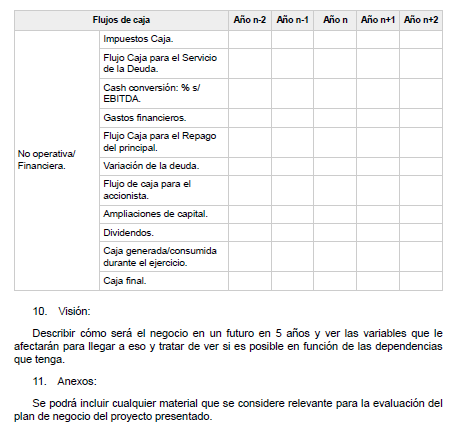 Flujos de caja Año n-2 Año n-1 Año n Año n+1 Año n+2
No operativa/
Financiera.
Impuestos Caja.
Flujo Caja para el Servicio
de la Deuda.
Cash conversión: % s/
EBITDA.
Gastos financieros.
Flujo Caja para el Repago
del principal.
Variación de la deuda.
Flujo de caja para el
accionista.
Ampliaciones de capital.
Dividendos.
Caja generada/consumida
durante el ejercicio.
Caja final.
10. Visión:
Describir cómo será el negocio en un futuro en 5 años y ver las variables que le
afectarán para llegar a eso y tratar de ver si es posible en función de las dependencias
que tenga.
11. Anexos:
Se podrá incluir cualquier material que se considere relevante para la evaluación del
plan de negocio del proyecto presentado.